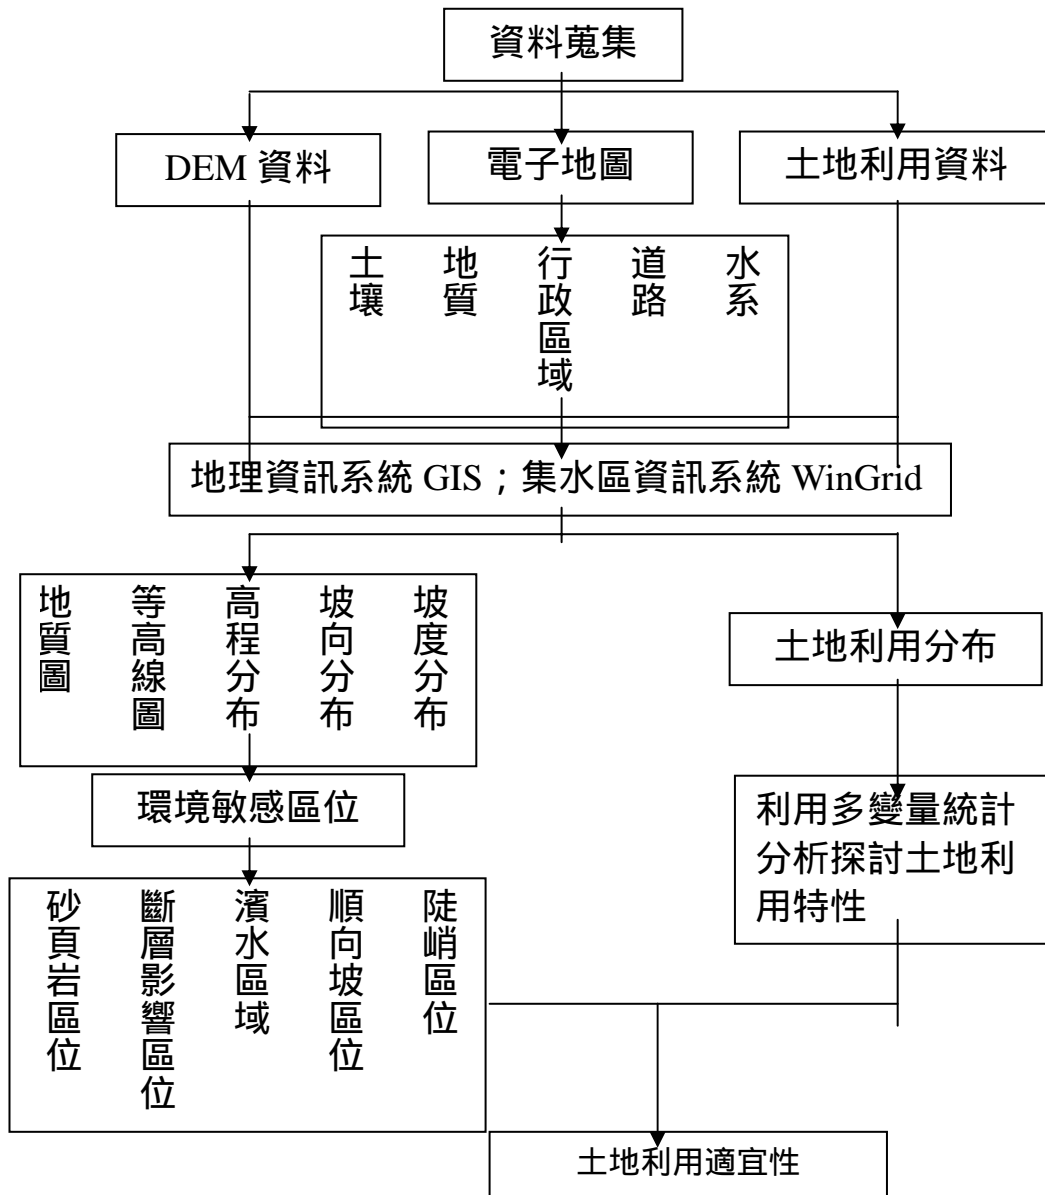 資料蒐集
DEM 資料
電子地圖
土地利用資料
土壤
地質
行政區域
道路
水系
地理資訊系統 GIS；集水區資訊系統 WinGrid
地質圖
等高線圖
高程分布
坡向分布
坡度分布
土地利用分布
環境敏感區位
利用多變量統計
分析探討土地利
用特性
砂頁岩區位
斷層影響區位
濱水區域
順向坡區位
陡峭區位
土地利用適宜性